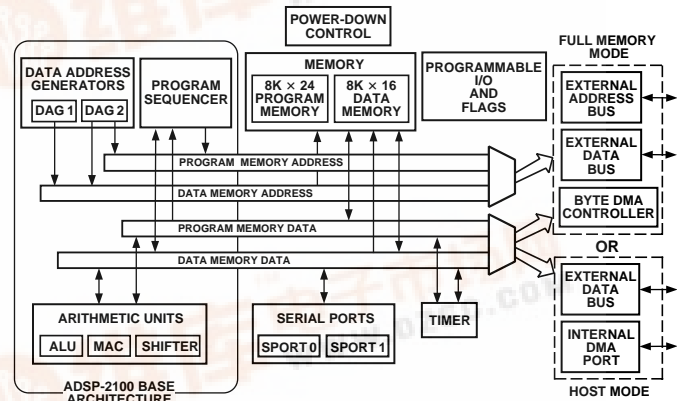 POWER-DOWN
CONTROL
FULL MEMORY
MODE
DATA ADDRESS
GENERATORS
DAG 1
DAG 2
PROGRAM
SEQUENCER
MEMORY
8K × 24
PROGRAM
MEMORY
8K × 16
DATA
MEMORY
PROGRAMMABLE
I/O
AND
FLAGS
EXTERNAL
ADDRESS
BUS
EXTERNAL
DATA
BUS
BYTE DMA
CONTROLLER
OR
EXTERNAL
DATA
BUS
INTERNAL
DMA
PORT
HOST MODE
PROGRAM MEMORY ADDRESS
DATA MEMORY ADDRESS
PROGRAM MEMORY DATA
DATA MEMORY DATA
ARITHMETIC UNITS
ALU
MAC
SHIFTER
SERIAL PORTS
SPORT 0
SPORT 1
TIMER
ADSP-2100 BASE
ARCHITECTURE